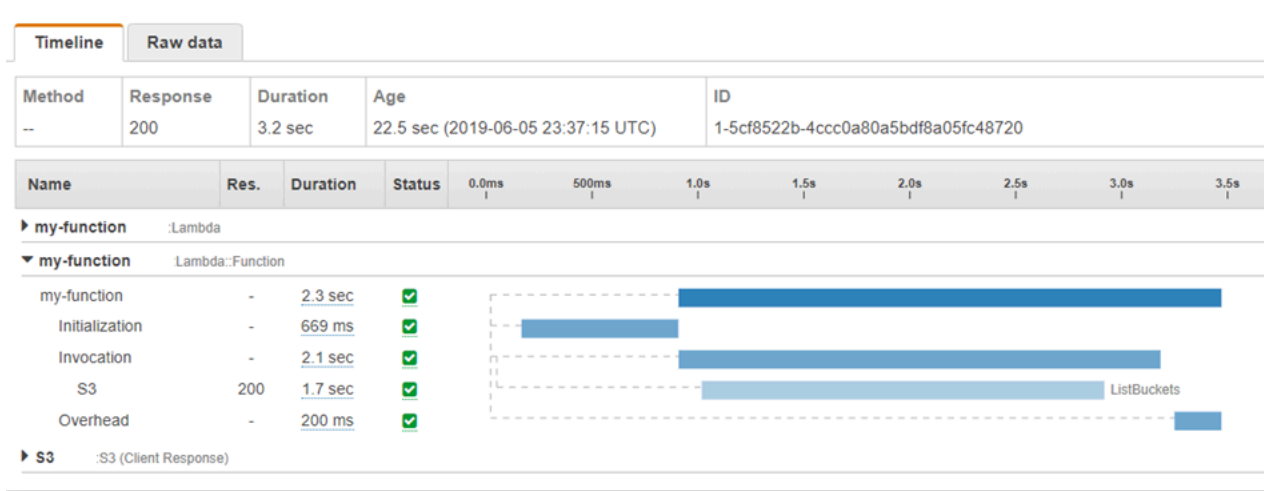 Timeline Raw data
Method Response Duration Age ID
-- 200 3.2 sec 22.5 sec (2019-06-05 23:37:15 UTC) 1-5cf8522b-4ccc0a80a5bdf8a05fc48720
Name Res. Duration Status 0.0ms 500ms 1.0s 1.5s 2.0s 2.5s 3.0s 3.5s
my-function :Lambda
my-function :Lambda::Function
my-function - 2.3 sec
Initialization - 669 ms
Invocation - 2.1 sec
S3 200 1.7 sec ListBuckets
Overhead - 200 ms
S3 :S3 (Client Response)